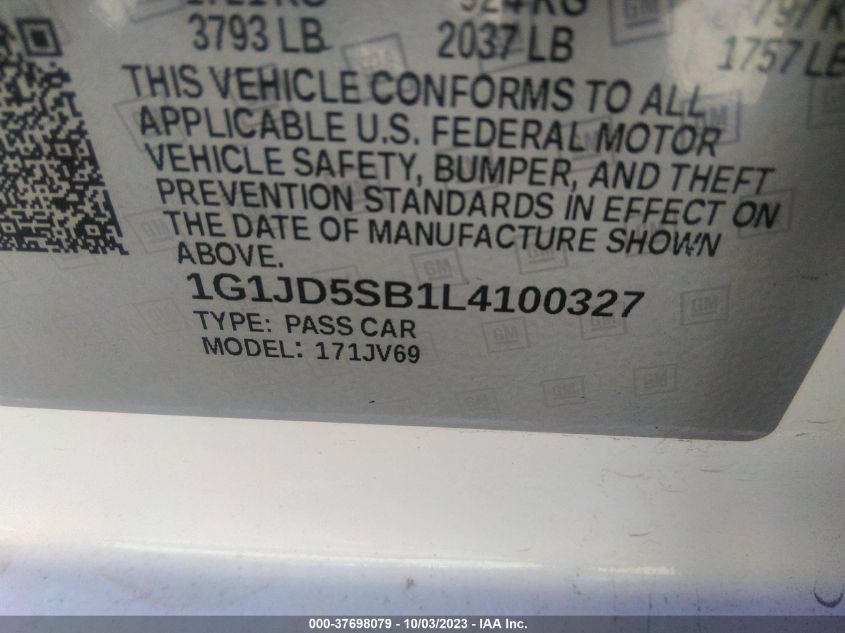 3793 LB 2037 LB 1757 LB
THIS VEHICLE CONFORMS TO ALL
APPLICABLE U.S. FEDERAL MOTOR
VEHICLE SAFETY, BUMPER, AND THEFT
PREVENTION STANDARDS IN EFFECT ON
THE DATE OF MANUFACTURE SHOWN
ABOVE.
1G1JD5SB1L4100327
TYPE: PASS CAR
MODEL: 171JV69
000-37698079 - 10/03/2023 - IAA Inc.